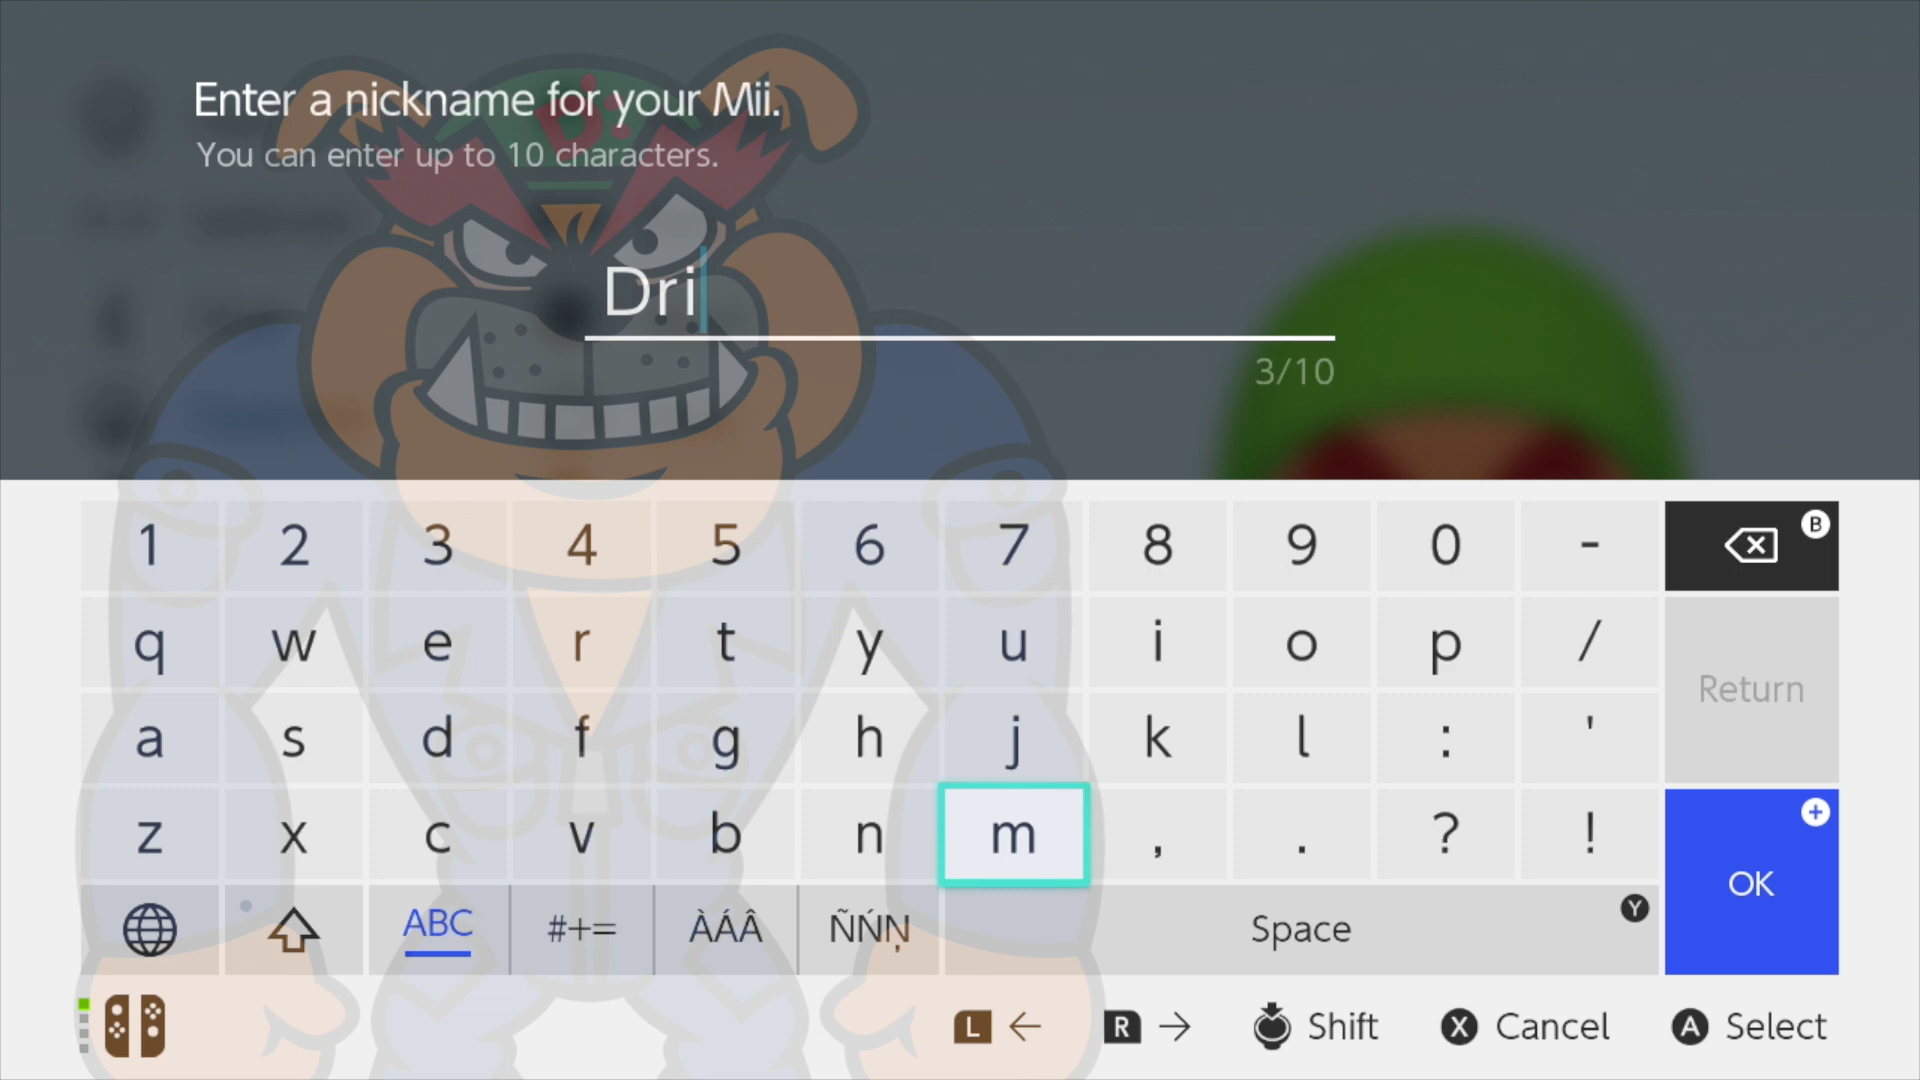 Enter a nickname for your Mii.
You can enter up to 10 characters.
Dri
3/10
1 2 3 4 5 6 7 8 9 0 - B
q w e r t y u i o p /
Return
a s d f g h j k l : '
z x c v b n m , . ? ! +
OK
ABC #+= ÀÁÂ ÑŃŅ Space Y
L ← R → Shift X Cancel A Select